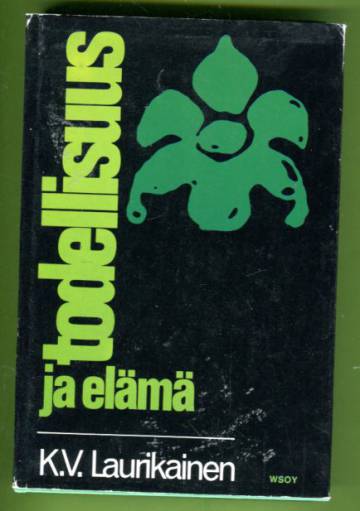 todellisuus
ja elämä
K.V. Laurikainen
WSOY